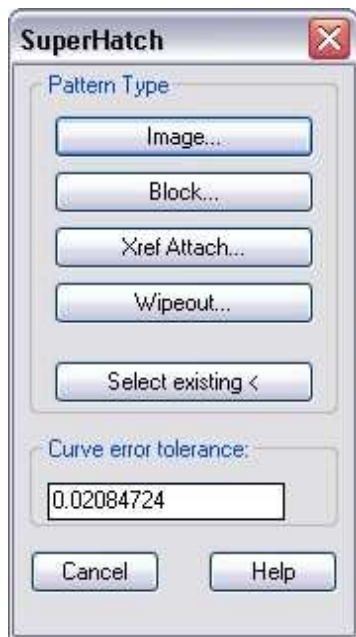 SuperHatch
Pattern Type
Image...
Block...
Xref Attach...
Wipeout...
Select existing <
Curve error tolerance:
0.02084724
Cancel Help